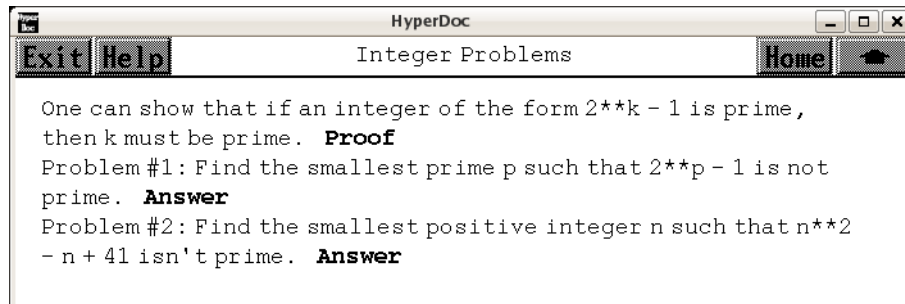 Hyper Doc
HyperDoc
Exit Help Integer Problems Home
One can show that if an integer of the form 2**k - 1 is prime,
then k must be prime. Proof
Problem #1: Find the smallest prime p such that 2**p - 1 is not
prime. Answer
Problem #2: Find the smallest positive integer n such that n**2
- n + 41 isn't prime. Answer